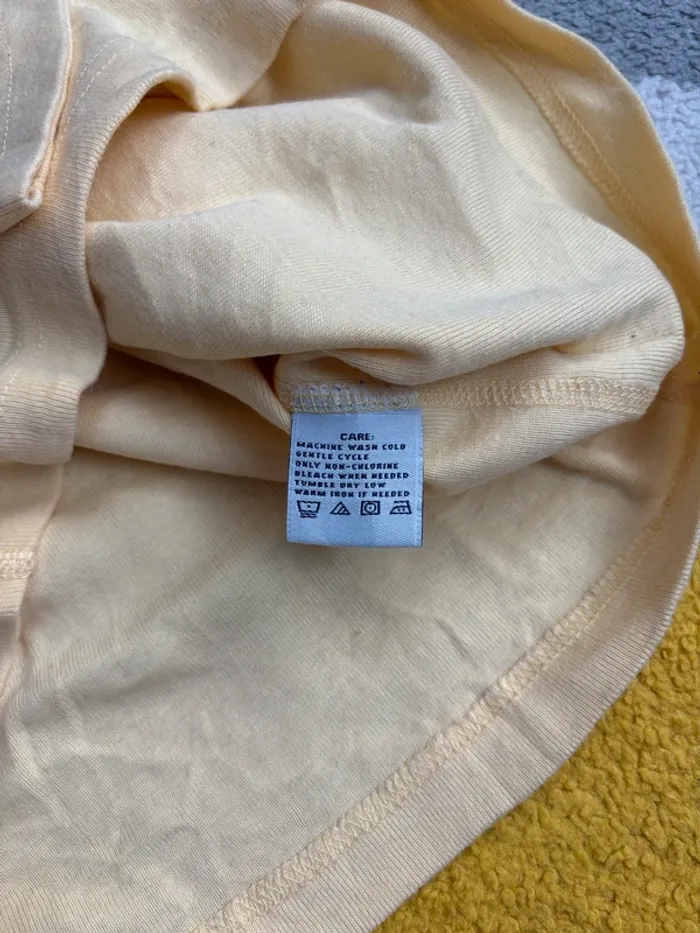 CARE:
MACHINE WASH COLD
GENTLE CYCLE
ONLY NON-CHLORINE
BLEACH WHEN NEEDED
TUMBLE DRY LOW
WARM IRON IF NEEDED